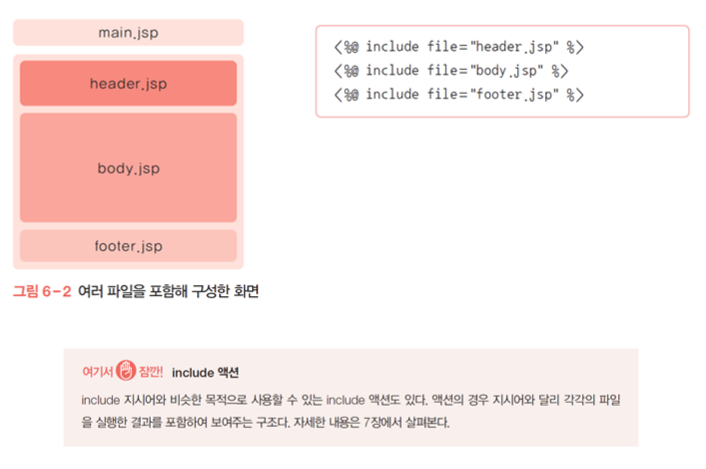 main.jsp
header.jsp
body.jsp
footer.jsp
그림 6-2 여러 파일을 포함해 구성한 화면
<%@ include file="header.jsp" %>
<%@ include file="body.jsp" %>
<%@ include file="footer.jsp" %>
여기서 잠깐! include 액션
include 지시어와 비슷한 목적으로 사용할 수 있는 include 액션도 있다. 액션의 경우 지시어와 달리 각각의 파일
을 실행한 결과를 포함하여 보여주는 구조다. 자세한 내용은 7장에서 살펴본다.